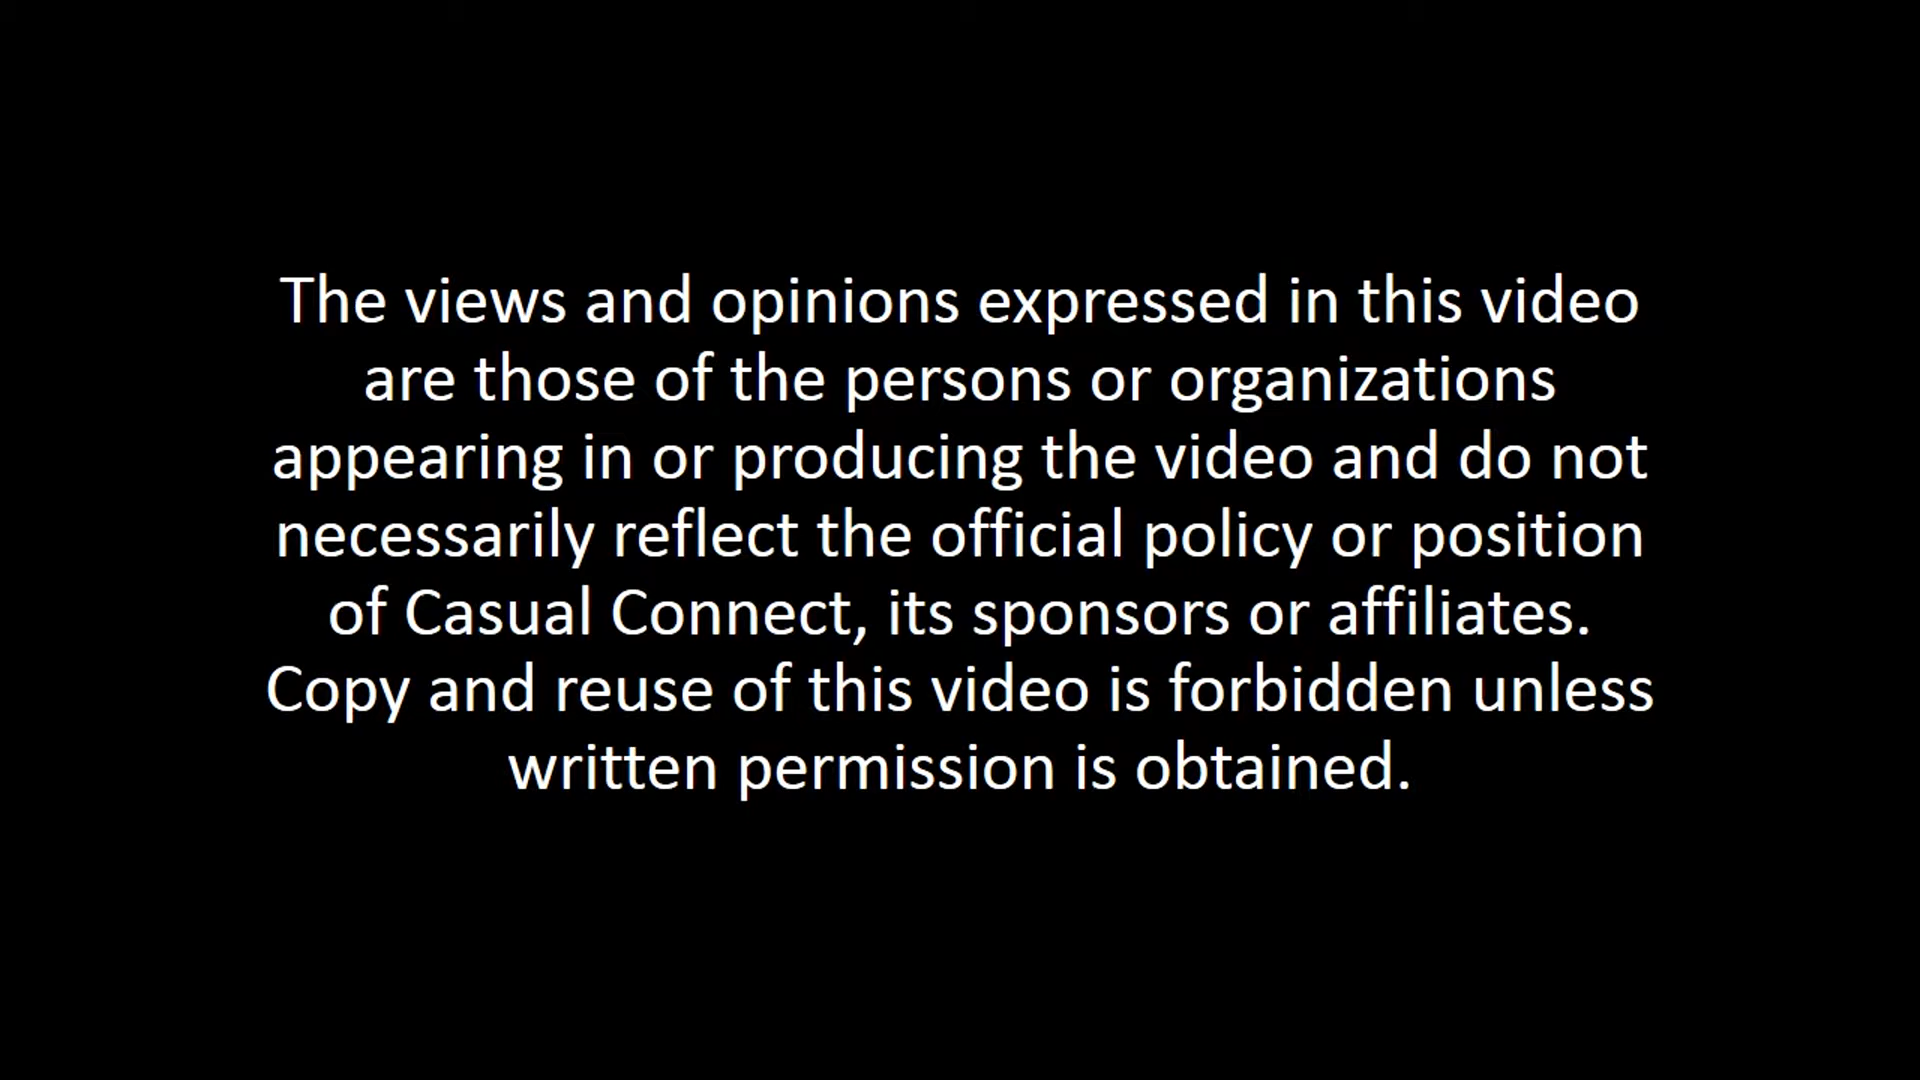 The views and opinions expressed in this video
are those of the persons or organizations
appearing in or producing the video and do not
necessarily reflect the official policy or position
of Casual Connect, its sponsors or affiliates.
Copy and reuse of this video is forbidden unless
written permission is obtained.